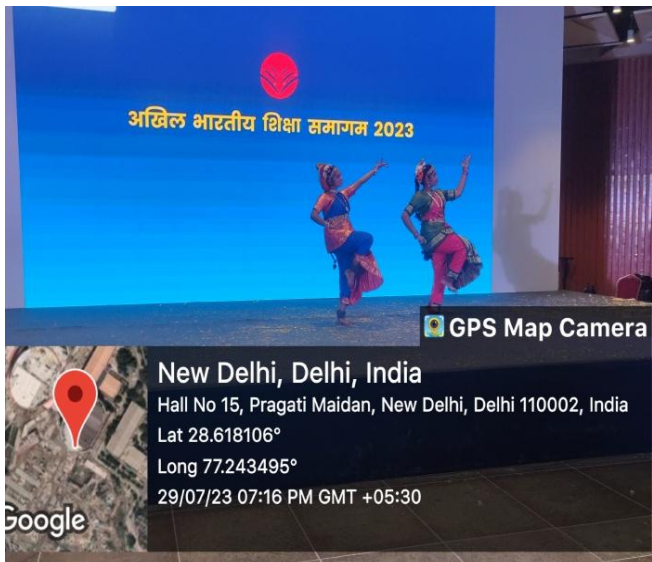 अखिल भारतीय शिक्षा समागम 2023
GPS Map Camera
New Delhi, Delhi, India
Hall No 15, Pragati Maidan, New Delhi, Delhi 110002, India
Lat 28.618106°
Long 77.243495°
29/07/23 07:16 PM GMT +05:30
Google